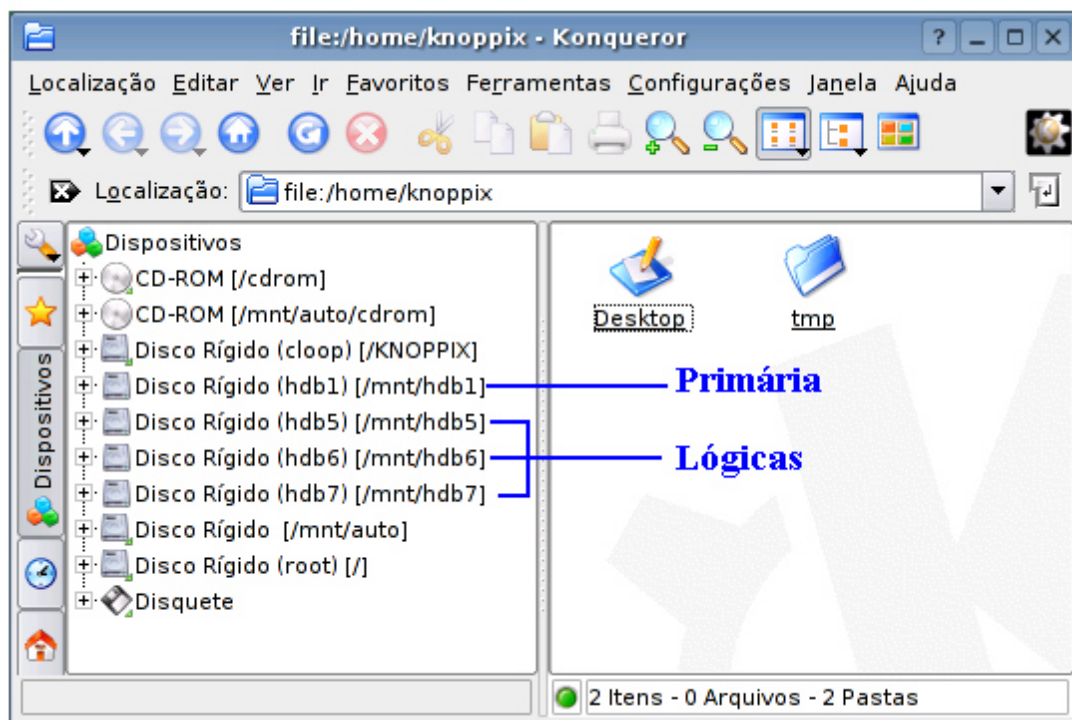 file:/home/knoppix - Konqueror
Localização Editar Ver Ir Favoritos Ferramentas Configurações Janela Ajuda
Localização: file:/home/knoppix
Dispositivos
Dispositivos
CD-ROM [/cdrom]
CD-ROM [/mnt/auto/cdrom]
Disco Rígido (cloop) [/KNOPPIX]
Disco Rígido (hdb1) [/mnt/hdb1]
Disco Rígido (hdb5) [/mnt/hdb5]
Disco Rígido (hdb6) [/mnt/hdb6]
Disco Rígido (hdb7) [/mnt/hdb7]
Disco Rígido [/mnt/auto]
Disco Rígido (root) [/]
Disquete
Desktop
tmp
Primária
Lógicas
2 Itens - 0 Arquivos - 2 Pastas